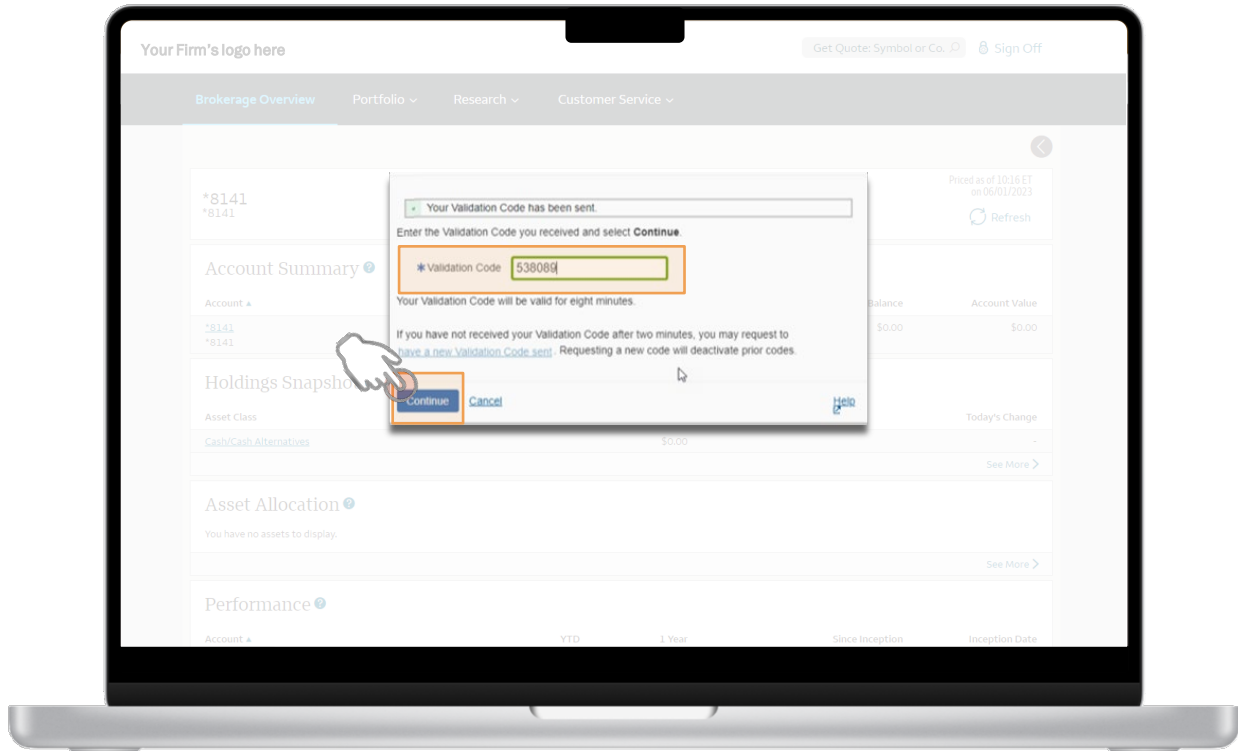 Your Firm's logo here
Get Quote: Symbol or Co.
Sign Off
Brokerage Overview Portfolio Research Customer Service
Priced as of 10:16 ET
on 06/01/2023
*8141
*8141
Refresh
Your Validation Code has been sent.
Enter the Validation Code you received and select Continue.
*Validation Code 538089
Your Validation Code will be valid for eight minutes.
If you have not received your Validation Code after two minutes, you may request to
have a new Validation Code sent. Requesting a new code will deactivate prior codes.
Continue Cancel Help
Account Summary ?
Account Balance Account Value
*8141 $0.00 $0.00
*8141
Holdings Snapsho
Asset Class Today's Change
Cash/Cash Alternatives $0.00 -
See More
Asset Allocation ?
You have no assets to display.
See More
Performance ?
Account YTD 1 Year Since Inception Inception Date